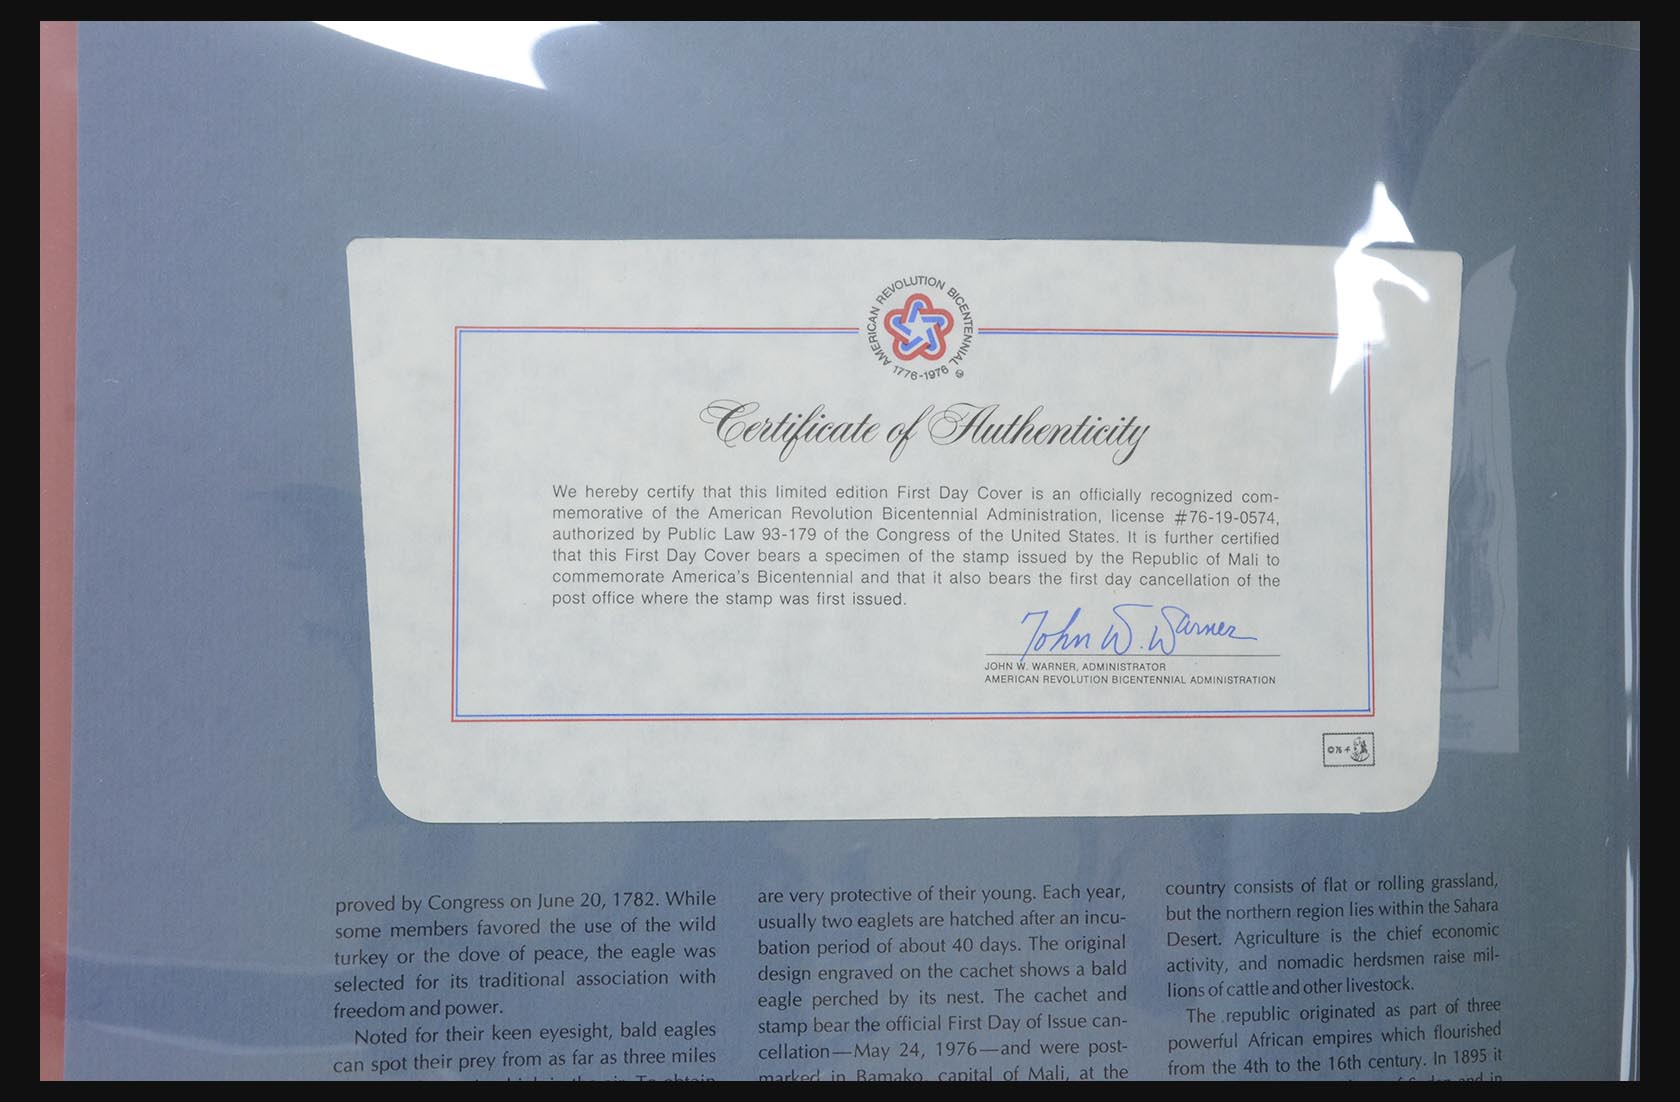 AMERICAN REVOLUTION BICENTENNIAL
1776-1976
Certificate of Authenticity
We hereby certify that this limited edition First Day Cover is an officially recognized com-
memorative of the American Revolution Bicentennial Administration, license #76-19-0574,
authorized by Public Law 93-179 of the Congress of the United States. It is further certified
that this First Day Cover bears a specimen of the stamp issued by the Republic of Mali to
commemorate America's Bicentennial and that it also bears the first day cancellation of the
post office where the stamp was first issued.
John W. Warner
JOHN W. WARNER, ADMINISTRATOR
AMERICAN REVOLUTION BICENTENNIAL ADMINISTRATION
proved by Congress on June 20, 1782. While
some members favored the use of the wild
turkey or the dove of peace, the eagle was
selected for its traditional association with
freedom and power.
Noted for their keen eyesight, bald eagles
can spot their prey from as far as three miles
are very protective of their young. Each year,
usually two eaglets are hatched after an incu-
bation period of about 40 days. The original
design engraved on the cachet shows a bald
eagle perched by its nest. The cachet and
stamp bear the official First Day of Issue can-
cellation—May 24, 1976—and were post-
marked in Bamako, capital of Mali, at the
country consists of flat or rolling grassland,
but the northern region lies within the Sahara
Desert. Agriculture is the chief economic
activity, and nomadic herdsmen raise mil-
lions of cattle and other livestock.
The republic originated as part of three
powerful African empires which flourished
from the 4th to the 16th century. In 1895 it